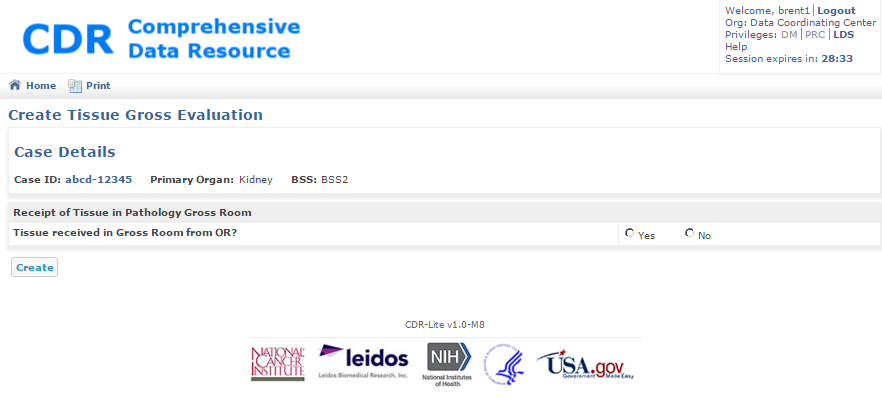 CDR Comprehensive
Data Resource
Welcome, brent1 | Logout
Org: Data Coordinating Center
Privileges: DM | PRC | LDS
Help
Session expires in: 28:33
Home Print
Create Tissue Gross Evaluation
Case Details
Case ID: abcd-12345 Primary Organ: Kidney BSS: BSS2
Receipt of Tissue in Pathology Gross Room
Tissue received in Gross Room from OR? Yes No
Create
CDR-Lite v1.0-M8
NATIONAL
CANCER
INSTITUTE
leidos
Leidos Biomedical Research, Inc.
NIH
National Institutes
of Health
USA.gov
Government Made Easy